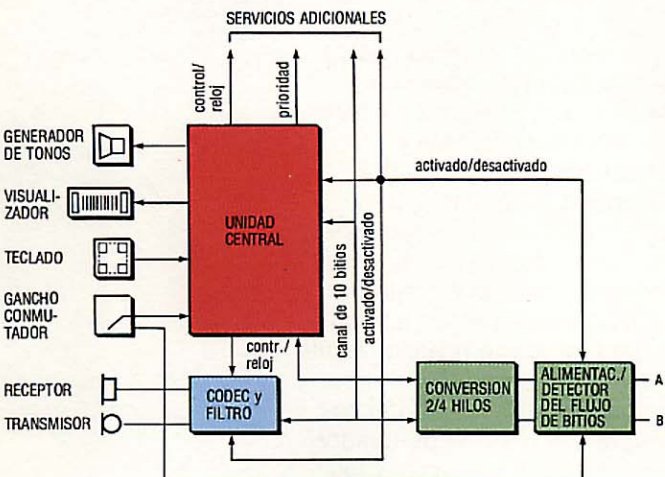 SERVICIOS ADICIONALES
control/
reloj
prioridad
GENERADOR
DE TONOS
VISUALI-
ZADOR
TECLADO
GANCHO
CONMU-
TADOR
UNIDAD
CENTRAL
activado/desactivado
canal de 10 bitios
activado/desactivado
contr./
reloj
RECEPTOR
TRANSMISOR
CODEC y
FILTRO
CONVERSION
2/4 HILOS
ALIMENTAC./
DETECTOR
DEL FLUJO
DE BITIOS
A
B